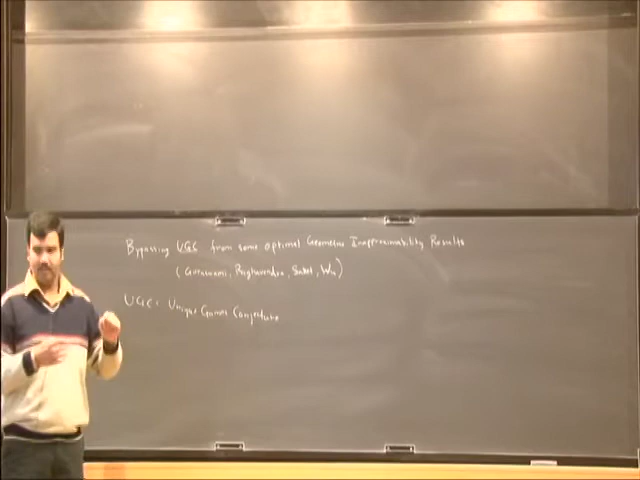 Bypassing UGC from some optimal Geometric Inapproximability Results
(Guruswami, Raghavendra, Saket, Wu)
UGC: Unique Games Conjecture